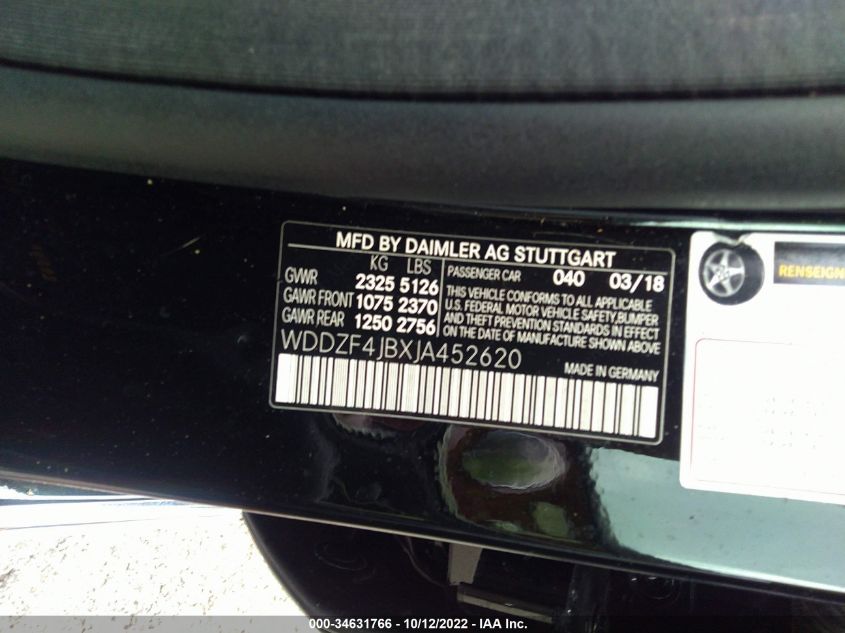 MFD BY DAIMLER AG STUTTGART
KG LBS
GVWR 2325 5126
GAWR FRONT 1075 2370
GAWR REAR 1250 2756
PASSENGER CAR 040 03/18
THIS VEHICLE CONFORMS TO ALL APPLICABLE
U.S. FEDERAL MOTOR VEHICLE SAFETY,BUMPER
AND THEFT PREVENTION STANDARDS IN EFFECT
ON THE DATE OF MANUFACTURE SHOWN ABOVE
WDDZF4JBXJA452620
MADE IN GERMANY
RENSEIGN
000-34631766 - 10/12/2022 - IAA Inc.